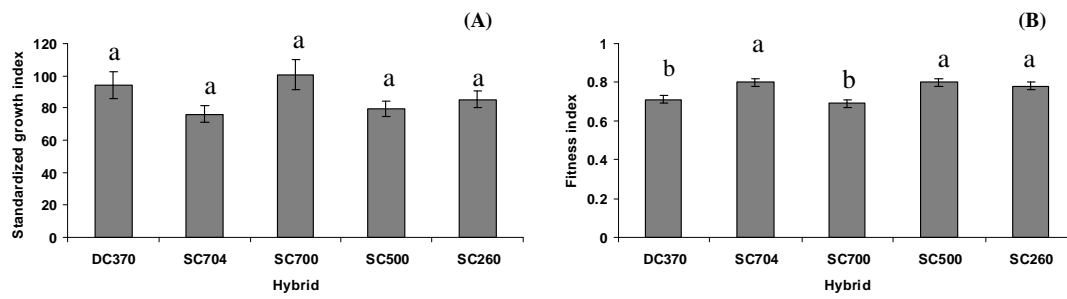 (A)
Standardized growth index
120
100
80
60
40
20
0
a
a
a
a
a
DC370 SC704 SC700 SC500 SC260
Hybrid
(B)
Fitness index
1
0.8
0.6
0.4
0.2
0
b
a
b
a
a
DC370 SC704 SC700 SC500 SC260
Hybrid